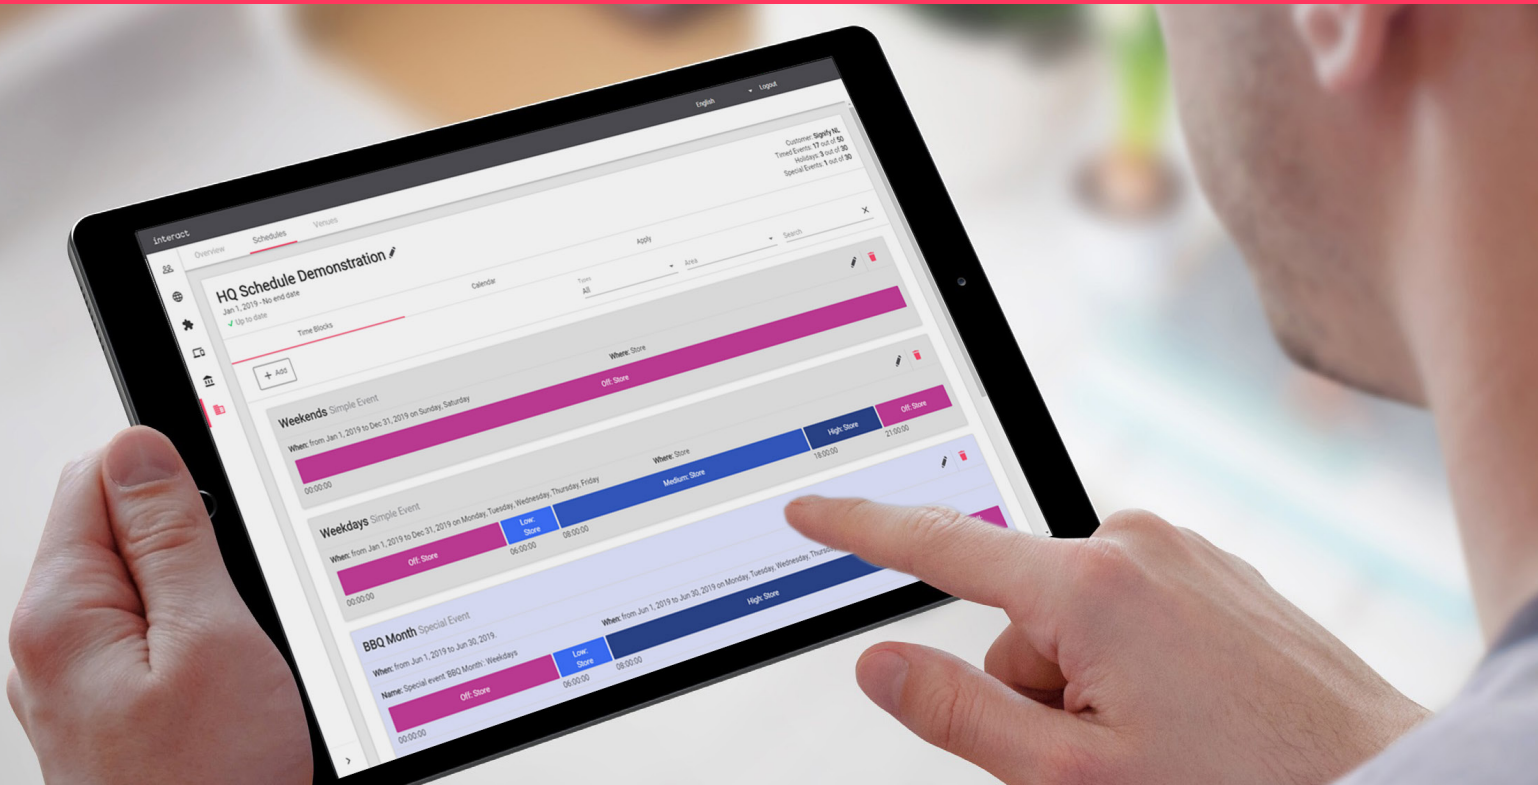 English
Logout
interact
Overview
Schedules
Venues
Customer: Signify NL
Timed Events: 17 out of 50
Holidays: 3 out of 30
Special Events: 1 out of 30
HQ Schedule Demonstration
Jan 1, 2019 - No end date
Up to date
Time Blocks
Calendar
Apply
+ Add
Types
All
Area
Search
Weekends Simple Event
When: from Jan 1, 2019 to Dec 31, 2019 on Sunday, Saturday
Where: Store
Off: Store
00:00:00
Weekdays Simple Event
When: from Jan 1, 2019 to Dec 31, 2019 on Monday, Tuesday, Wednesday, Thursday, Friday
Where: Store
Off: Store
Low:
Store
Medium: Store
High: Store
Off: Store
00:00:00
06:00:00
08:00:00
18:00:00
21:00:00
BBQ Month Special Event
When: from Jun 1, 2019 to Jun 30, 2019.
Name: Special event 'BBQ Month': Weekdays
When: from Jun 1, 2019 to Jun 30, 2019 on Monday, Tuesday, Wednesday,
Off: Store
Low:
Store
High: Store
00:00:00
06:00:00
08:00:00